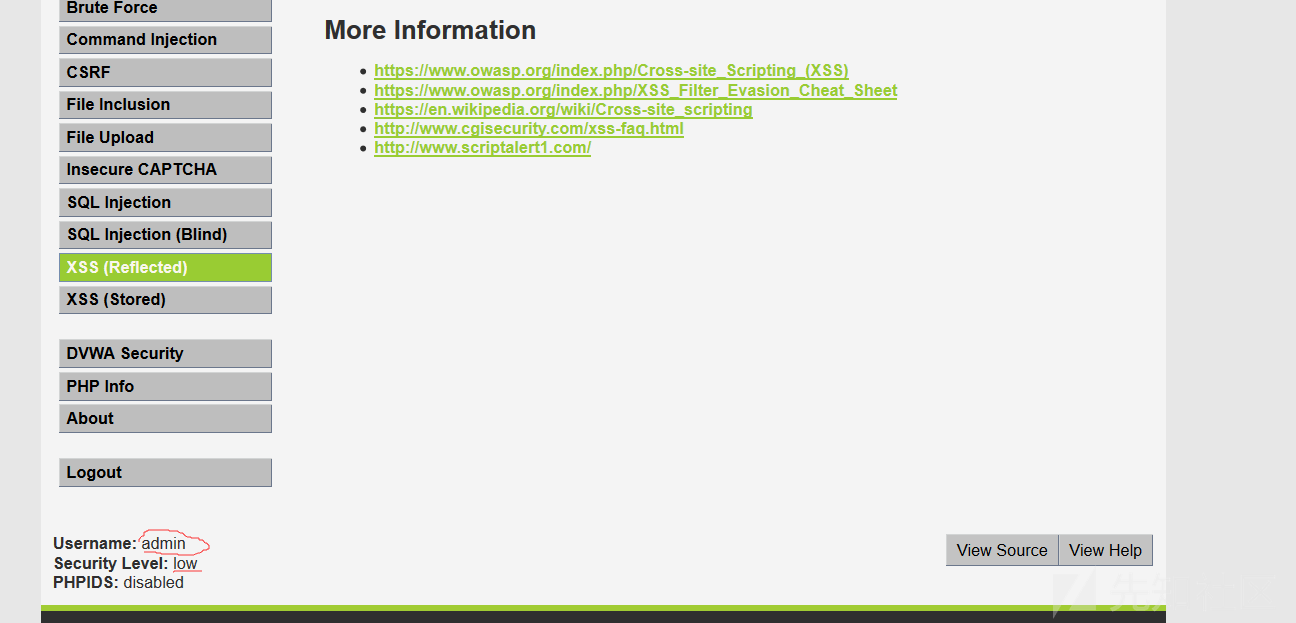 Brute Force
Command Injection
CSRF
File Inclusion
File Upload
Insecure CAPTCHA
SQL Injection
SQL Injection (Blind)
XSS (Reflected)
XSS (Stored)
DVWA Security
PHP Info
About
Logout
More Information
https://www.owasp.org/index.php/Cross-site_Scripting_(XSS)
https://www.owasp.org/index.php/XSS_Filter_Evasion_Cheat_Sheet
https://en.wikipedia.org/wiki/Cross-site_scripting
http://www.cgisecurity.com/xss-faq.html
http://www.scriptalert1.com/
Username: admin
Security Level: low
PHPIDS: disabled
View Source
View Help
先知